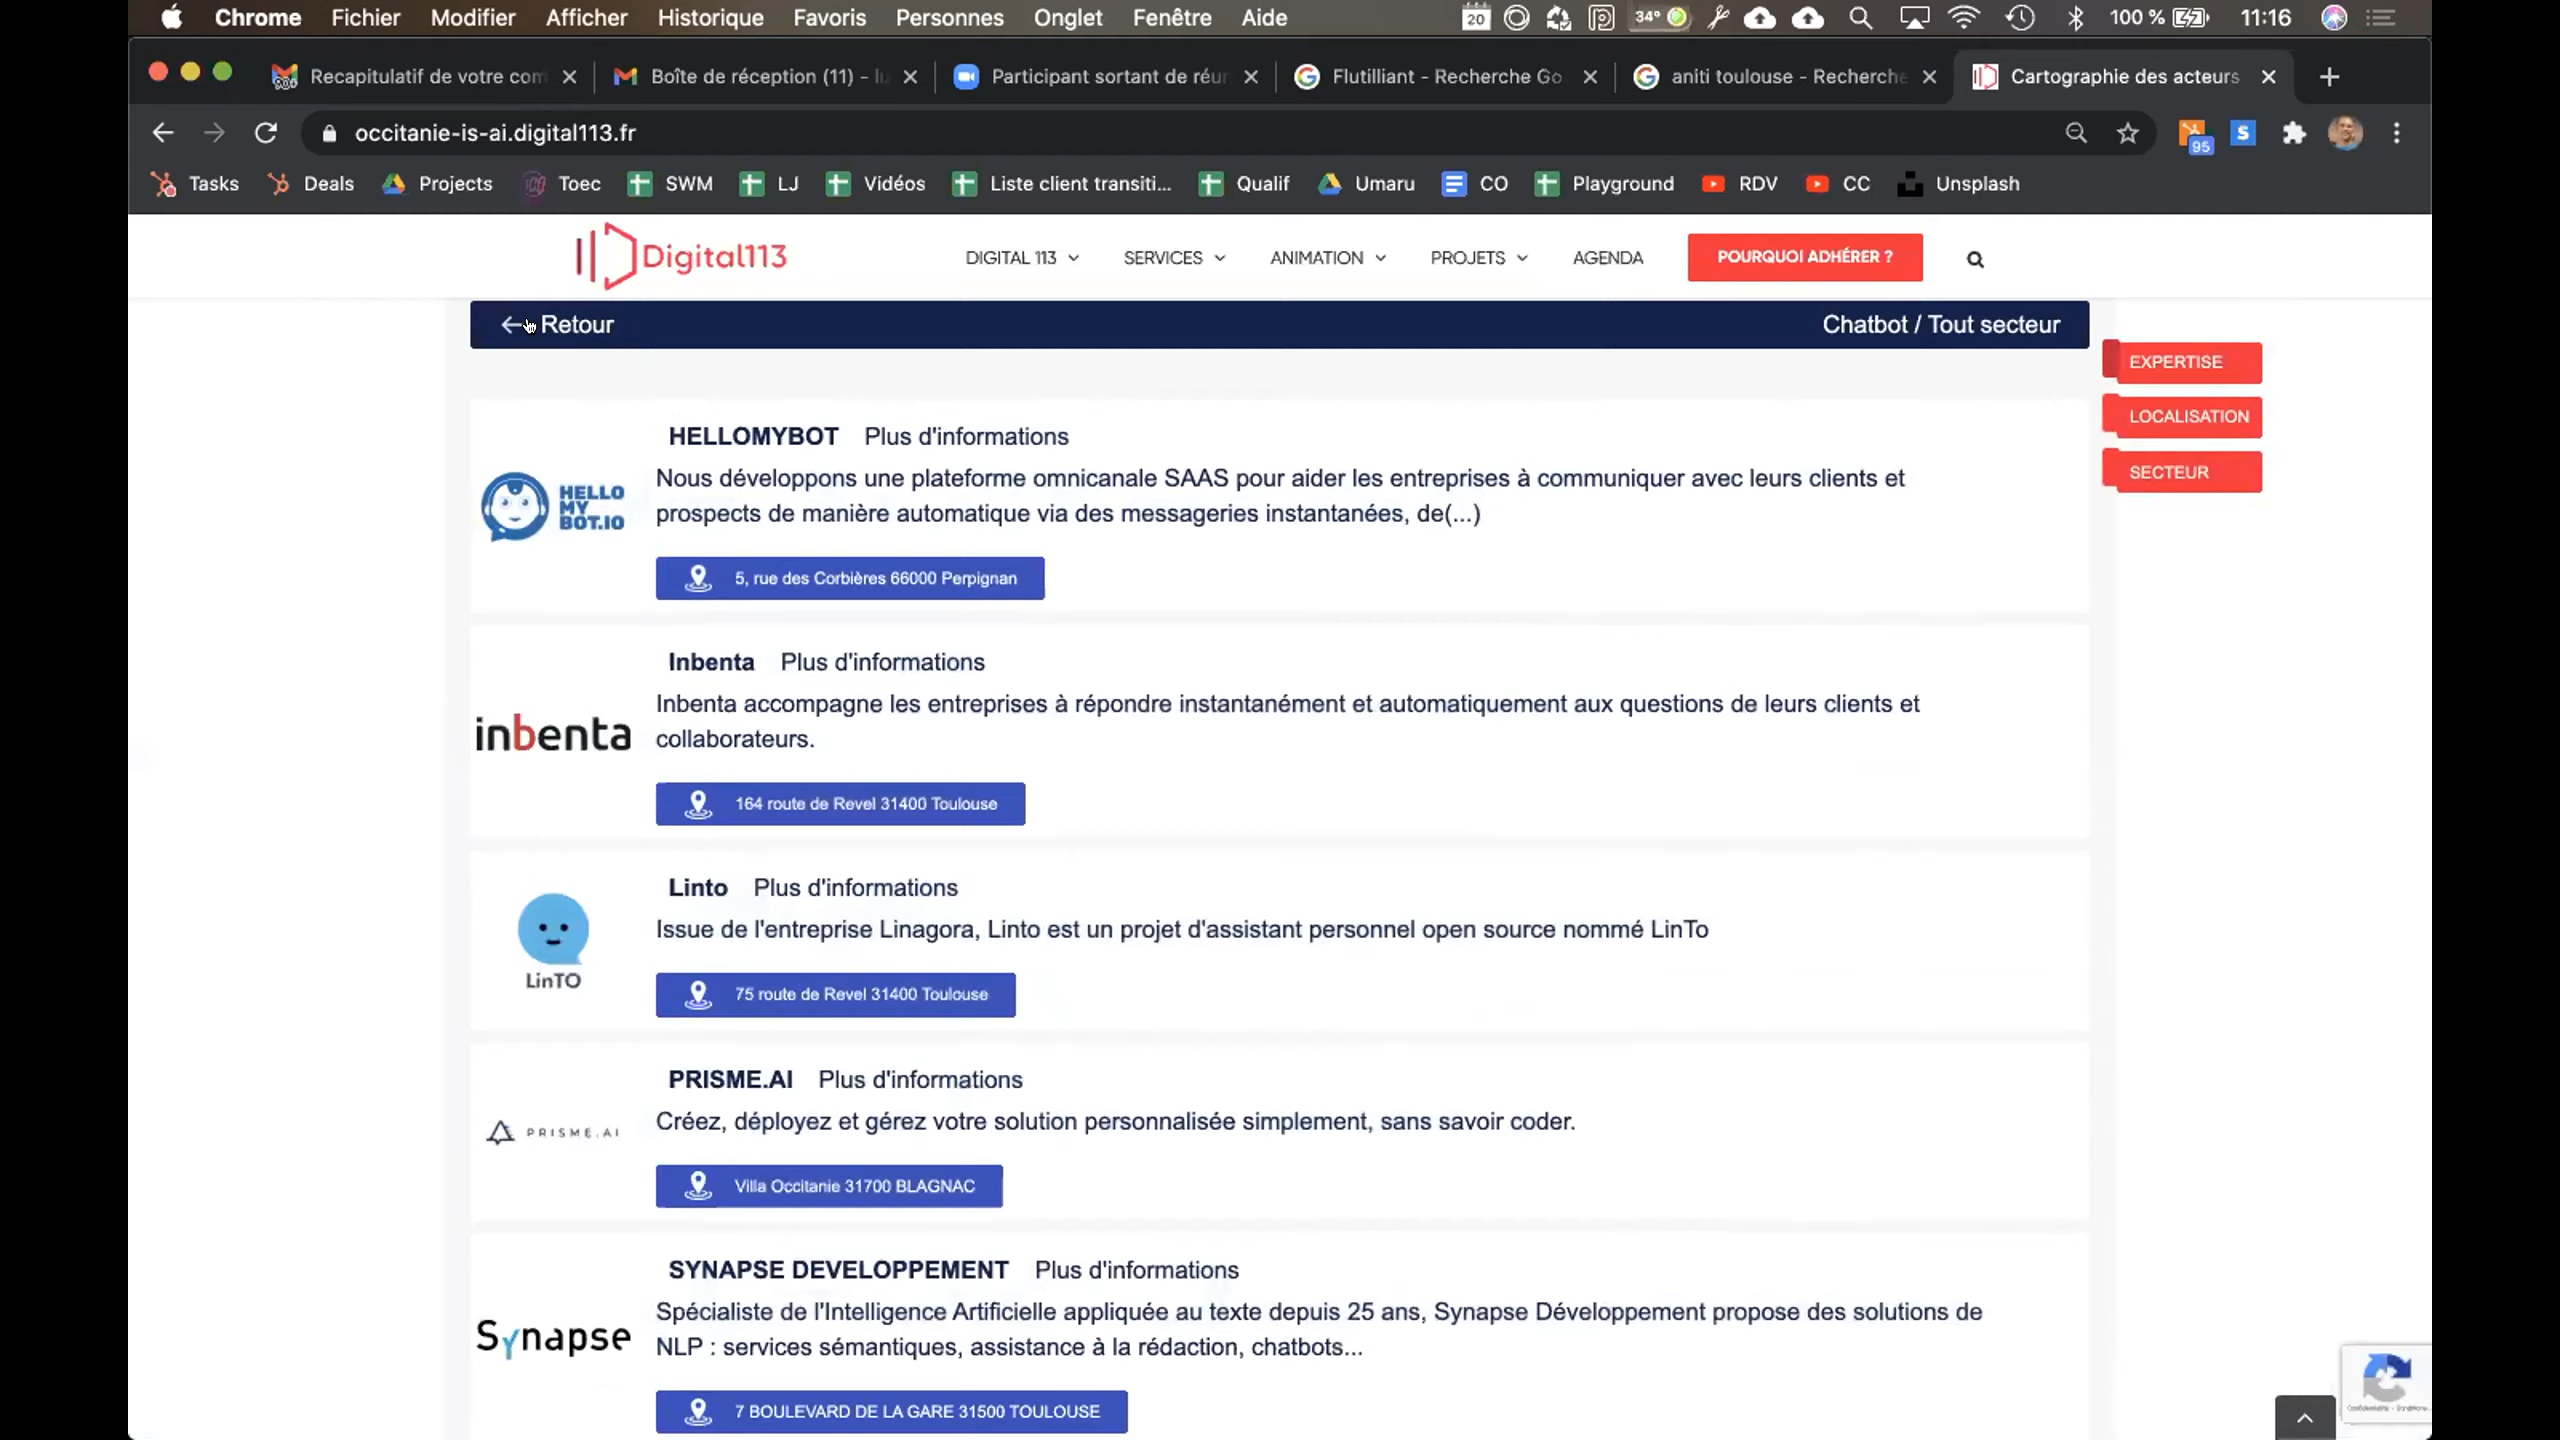 Chrome Fichier Modifier Afficher Historique Favoris Personnes Onglet Fenêtre Aide 20 34° 100 % 11:16
Recapitulatif de votre com Boîte de réception (11) - lu Participant sortant de réun Flutilliant - Recherche Go aniti toulouse - Recherche Cartographie des acteurs
occitanie-is-ai.digital113.fr S 95
Tasks Deals Projects Toec SWM LJ Vidéos Liste client transiti... Qualif Umaru CO Playground RDV CC Unsplash
Digital113 DIGITAL 113 SERVICES ANIMATION PROJETS AGENDA POURQUOI ADHÉRER ?
Retour Chatbot / Tout secteur
EXPERTISE
LOCALISATION
SECTEUR
HELLOMYBOT Plus d'informations
Nous développons une plateforme omnicanale SAAS pour aider les entreprises à communiquer avec leurs clients et
prospects de manière automatique via des messageries instantanées, de(...)
HELLO
MY
BOT.IO
5, rue des Corbières 66000 Perpignan
Inbenta Plus d'informations
Inbenta accompagne les entreprises à répondre instantanément et automatiquement aux questions de leurs clients et
collaborateurs.
inbenta
164 route de Revel 31400 Toulouse
Linto Plus d'informations
Issue de l'entreprise Linagora, Linto est un projet d'assistant personnel open source nommé LinTo
LinTO
75 route de Revel 31400 Toulouse
PRISME.AI Plus d'informations
Créez, déployez et gérez votre solution personnalisée simplement, sans savoir coder.
PRISME.AI
Villa Occitanie 31700 BLAGNAC
SYNAPSE DEVELOPPEMENT Plus d'informations
Spécialiste de l'Intelligence Artificielle appliquée au texte depuis 25 ans, Synapse Développement propose des solutions de
NLP : services sémantiques, assistance à la rédaction, chatbots...
Synapse
7 BOULEVARD DE LA GARE 31500 TOULOUSE